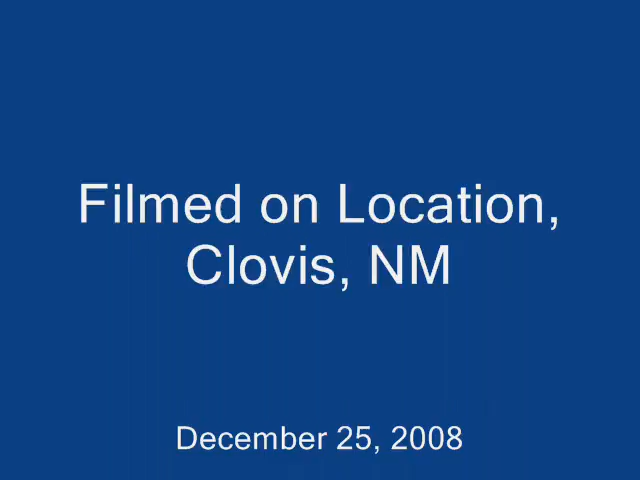 Filmed on Location,
Clovis, NM
December 25, 2008